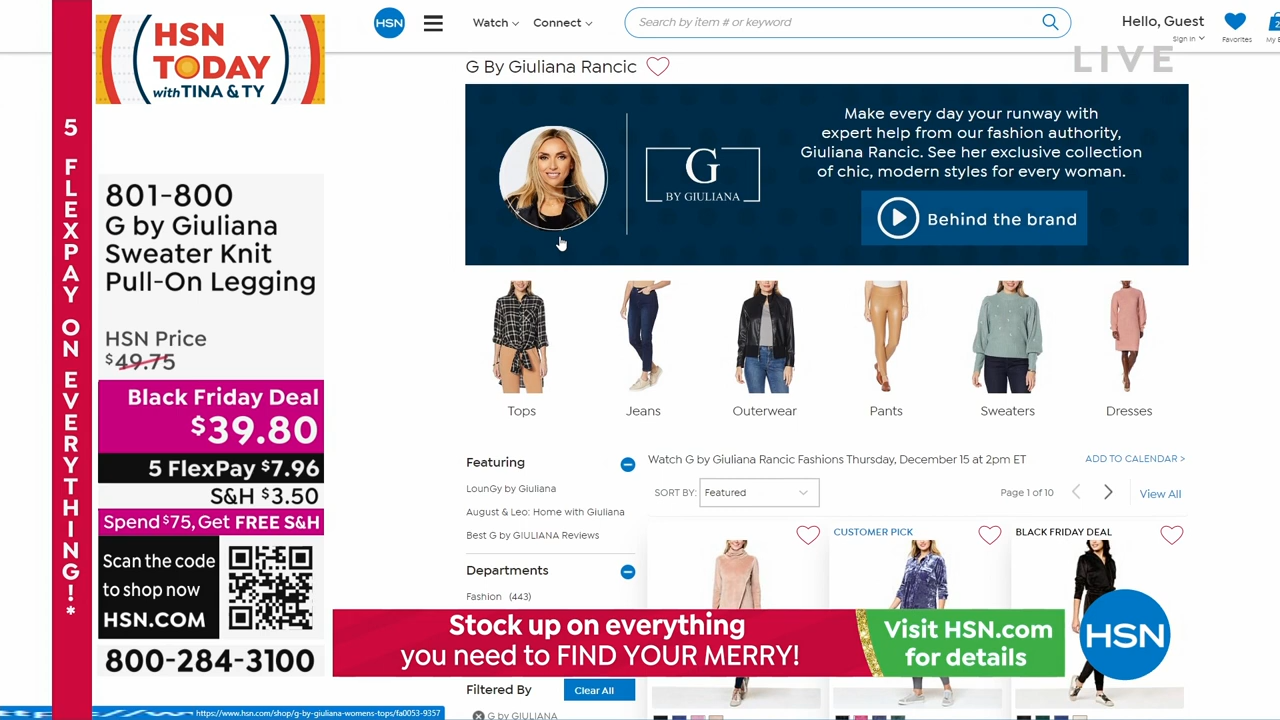 5 FLEXPAY ON EVERYTHING!*
HSN
TODAY
with TINA & TY
801-800
G by Giuliana
Sweater Knit
Pull-On Legging
HSN Price
$49.75
Black Friday Deal
$39.80
5 FlexPay $7.96
S&H $3.50
Spend $75, Get FREE S&H
Scan the code
to shop now
HSN.COM
800-284-3100
HSN
Watch
Connect
Search by item # or keyword
Hello, Guest
Sign In
Favorites
2
My B
LIVE
G By Giuliana Rancic
G
BY GIULIANA
Make every day your runway with
expert help from our fashion authority,
Giuliana Rancic. See her exclusive collection
of chic, modern styles for every woman.
Behind the brand
Tops
Jeans
Outerwear
Pants
Sweaters
Dresses
Featuring
LounGy by Giuliana
August & Leo: Home with Giuliana
Best G by GIULIANA Reviews
Departments
Fashion (443)
Filtered By
Clear All
G by GIULIANA
Watch G by Giuliana Rancic Fashions Thursday, December 15 at 2pm ET
ADD TO CALENDAR >
SORT BY:
Featured
Page 1 of 10
View All
CUSTOMER PICK
BLACK FRIDAY DEAL
Stock up on everything
you need to FIND YOUR MERRY!
Visit HSN.com
for details
HSN
https://www.hsn.com/shop/g-by-giuliana-womens-tops/fa0053-9357